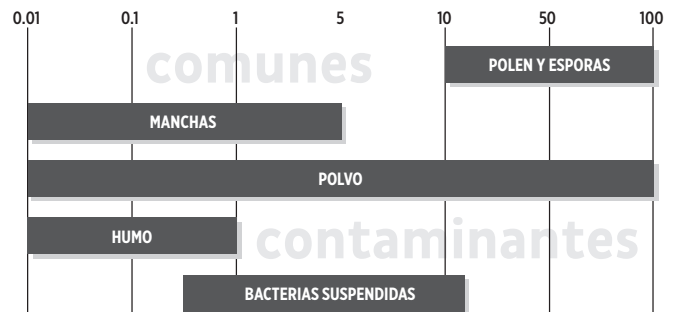 0.01 0.1 1 5 10 50 100
comunes
POLEN Y ESPORAS
MANCHAS
POLVO
HUMO
contaminantes
BACTERIAS SUSPENDIDAS